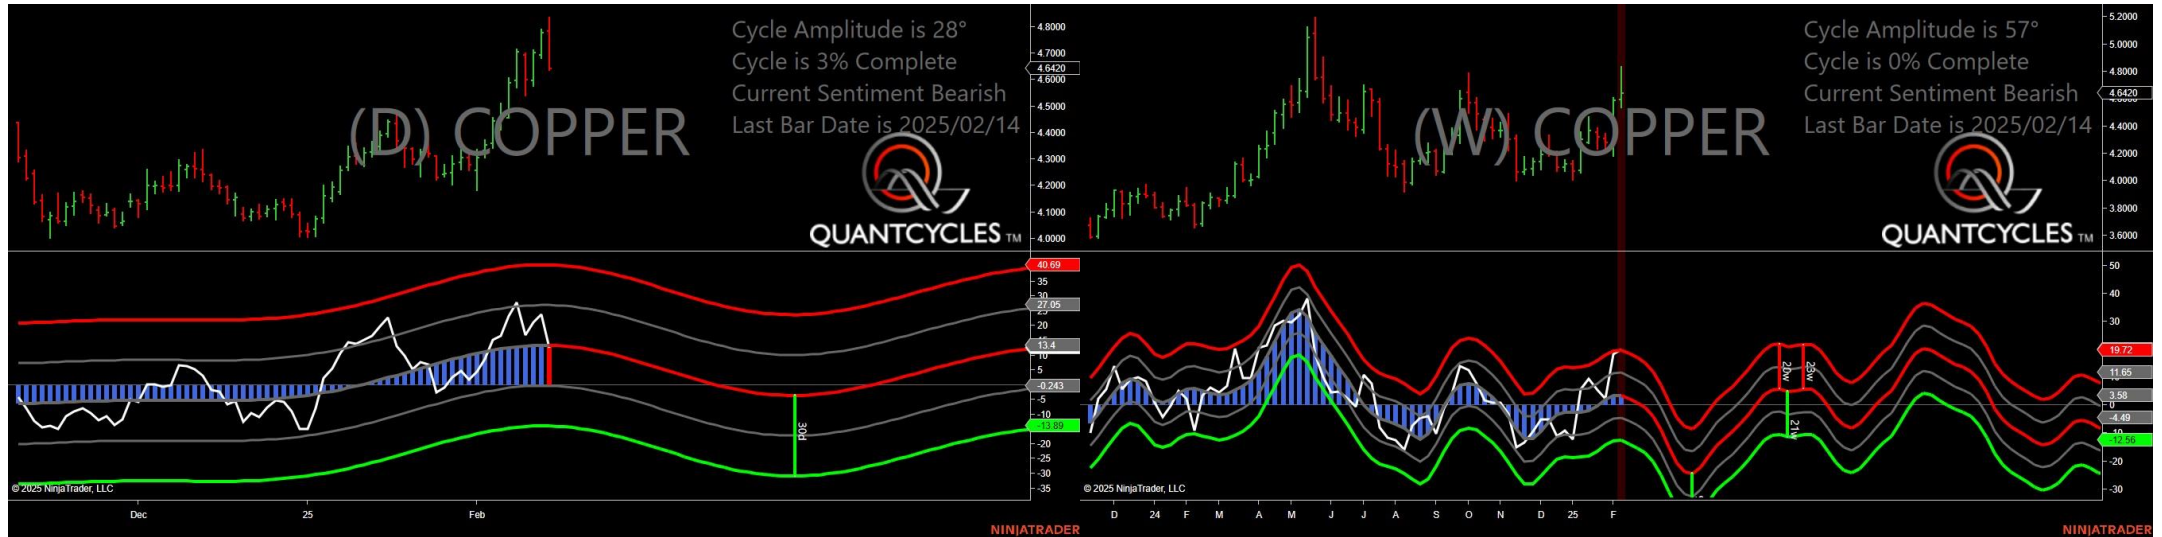 Cycle Amplitude is 28°
Cycle is 3% Complete
Current Sentiment Bearish
Last Bar Date is 2025/02/14
(D) COPPER
QUANTCYCLES TM
4.8000
4.7000
4.6420
4.6000
4.5000
4.4000
4.3000
4.2000
4.1000
4.0000
40.69
35
30
27.05
25
20
13.4
10
5
-0.243
-5
-10
-13.89
-20
-25
-30
-35
30d
© 2025 NinjaTrader, LLC
Dec
25
Feb
NINJATRADER
Cycle Amplitude is 57°
Cycle is 0% Complete
Current Sentiment Bearish
Last Bar Date is 2025/02/14
(W) COPPER
QUANTCYCLES TM
5.2000
5.0000
4.8000
4.6420
4.4000
4.2000
4.0000
3.8000
3.6000
50
40
30
19.72
11.65
3.58
0
-4.49
-12.56
-20
-30
20w
23w
21w
© 2025 NinjaTrader, LLC
D
24
F
M
A
M
J
J
A
S
O
N
D
25
F
NINJATRADER